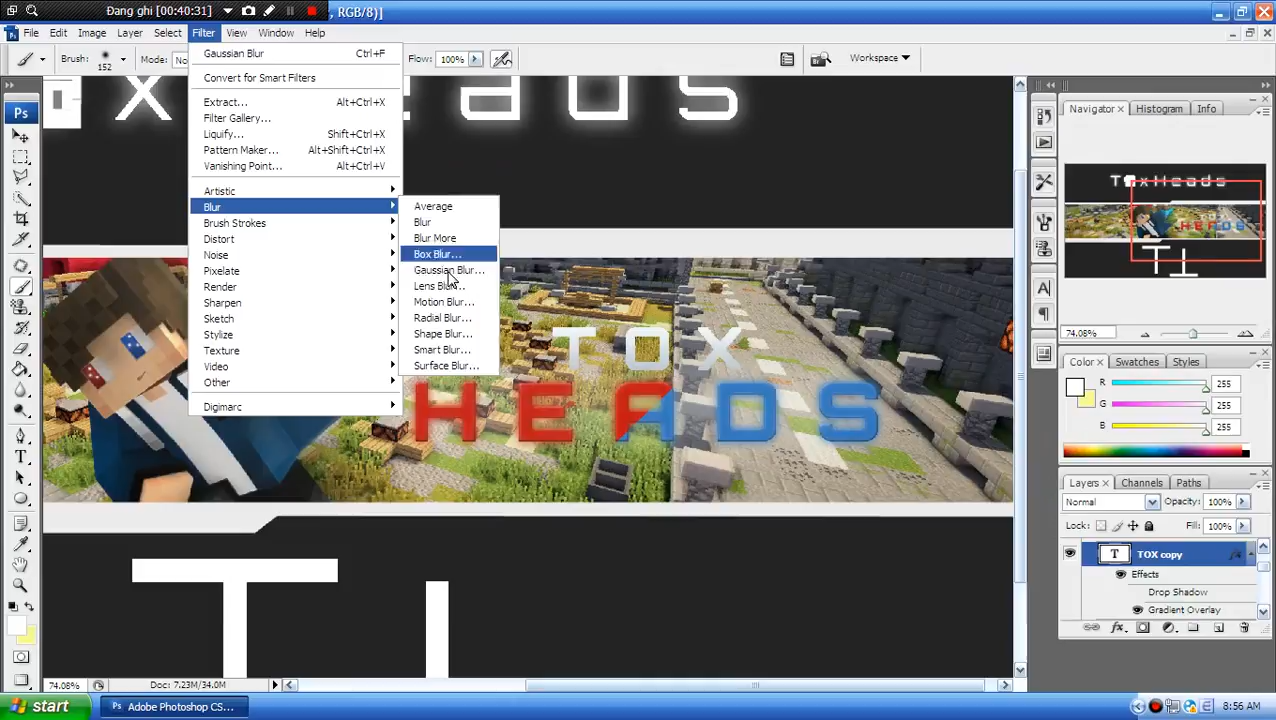 Đang ghi [00:40:31]
, RGB/8)]
File Edit Image Layer Select Filter View Window Help
Brush: 152 Mode: No Flow: 100% Workspace
Gaussian Blur Ctrl+F
Convert for Smart Filters
Extract... Alt+Ctrl+X
Filter Gallery...
Liquify... Shift+Ctrl+X
Pattern Maker... Alt+Shift+Ctrl+X
Vanishing Point... Alt+Ctrl+V
Artistic
Blur
Brush Strokes
Distort
Noise
Pixelate
Render
Sharpen
Sketch
Stylize
Texture
Video
Other
Digimarc
Average
Blur
Blur More
Box Blur...
Gaussian Blur...
Lens Blur...
Motion Blur...
Radial Blur...
Shape Blur...
Smart Blur...
Surface Blur...
Ps
x Heads
TOX
HEADS
T
Navigator Histogram Info
ToxHeads
74.08%
Color Swatches Styles
R 255
G 255
B 255
Layers Channels Paths
Normal Opacity: 100%
Lock: Fill: 100%
T TOX copy fx
Effects
Drop Shadow
Gradient Overlay
74.08% Doc: 7.23M/34.0M
start Ps Adobe Photoshop CS... 8:56 AM